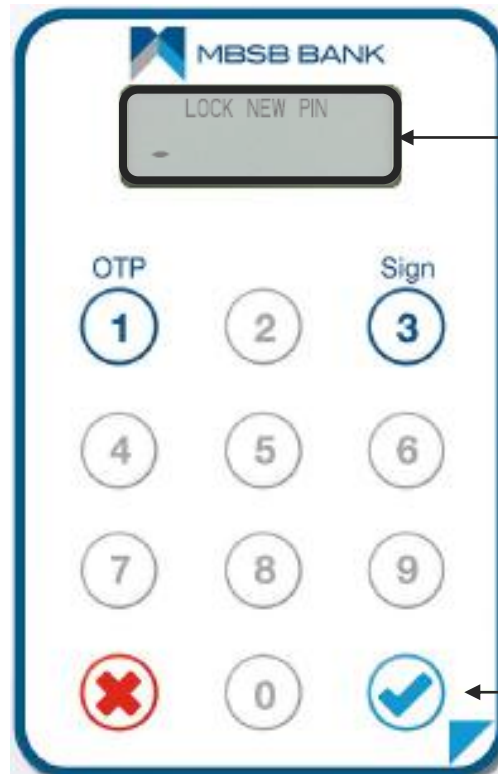 MBSB BANK
LOCK NEW PIN
OTP Sign
1 2 3
4 5 6
7 8 9
0